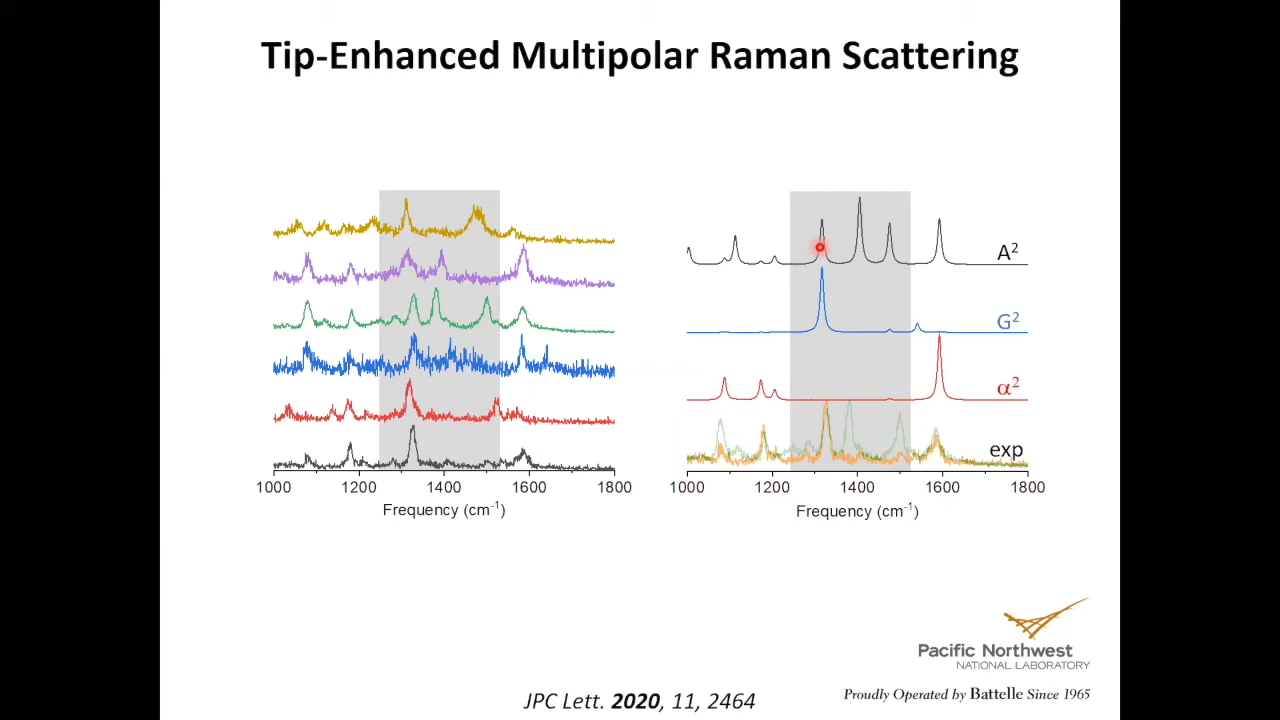 Tip-Enhanced Multipolar Raman Scattering
1000 1200 1400 1600 1800
Frequency (cm⁻¹)
A²
G²
α²
exp
1000 1200 1400 1600 1800
Frequency (cm⁻¹)
Pacific Northwest
NATIONAL LABORATORY
Proudly Operated by Battelle Since 1965
JPC Lett. 2020, 11, 2464